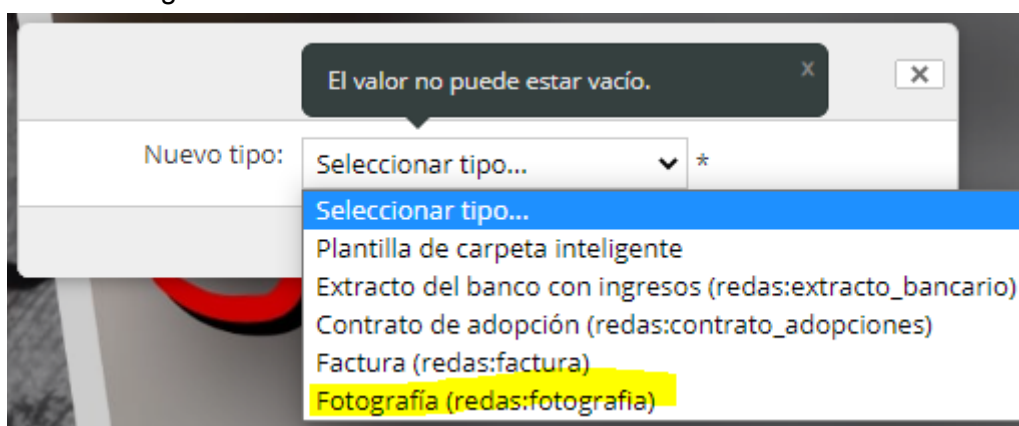 El valor no puede estar vacío.
x
Nuevo tipo:
Seleccionar tipo...
*
Seleccionar tipo...
Plantilla de carpeta inteligente
Extracto del banco con ingresos (redas:extracto_bancario)
Contrato de adopción (redas:contrato_adopciones)
Factura (redas:factura)
Fotografía (redas:fotografia)